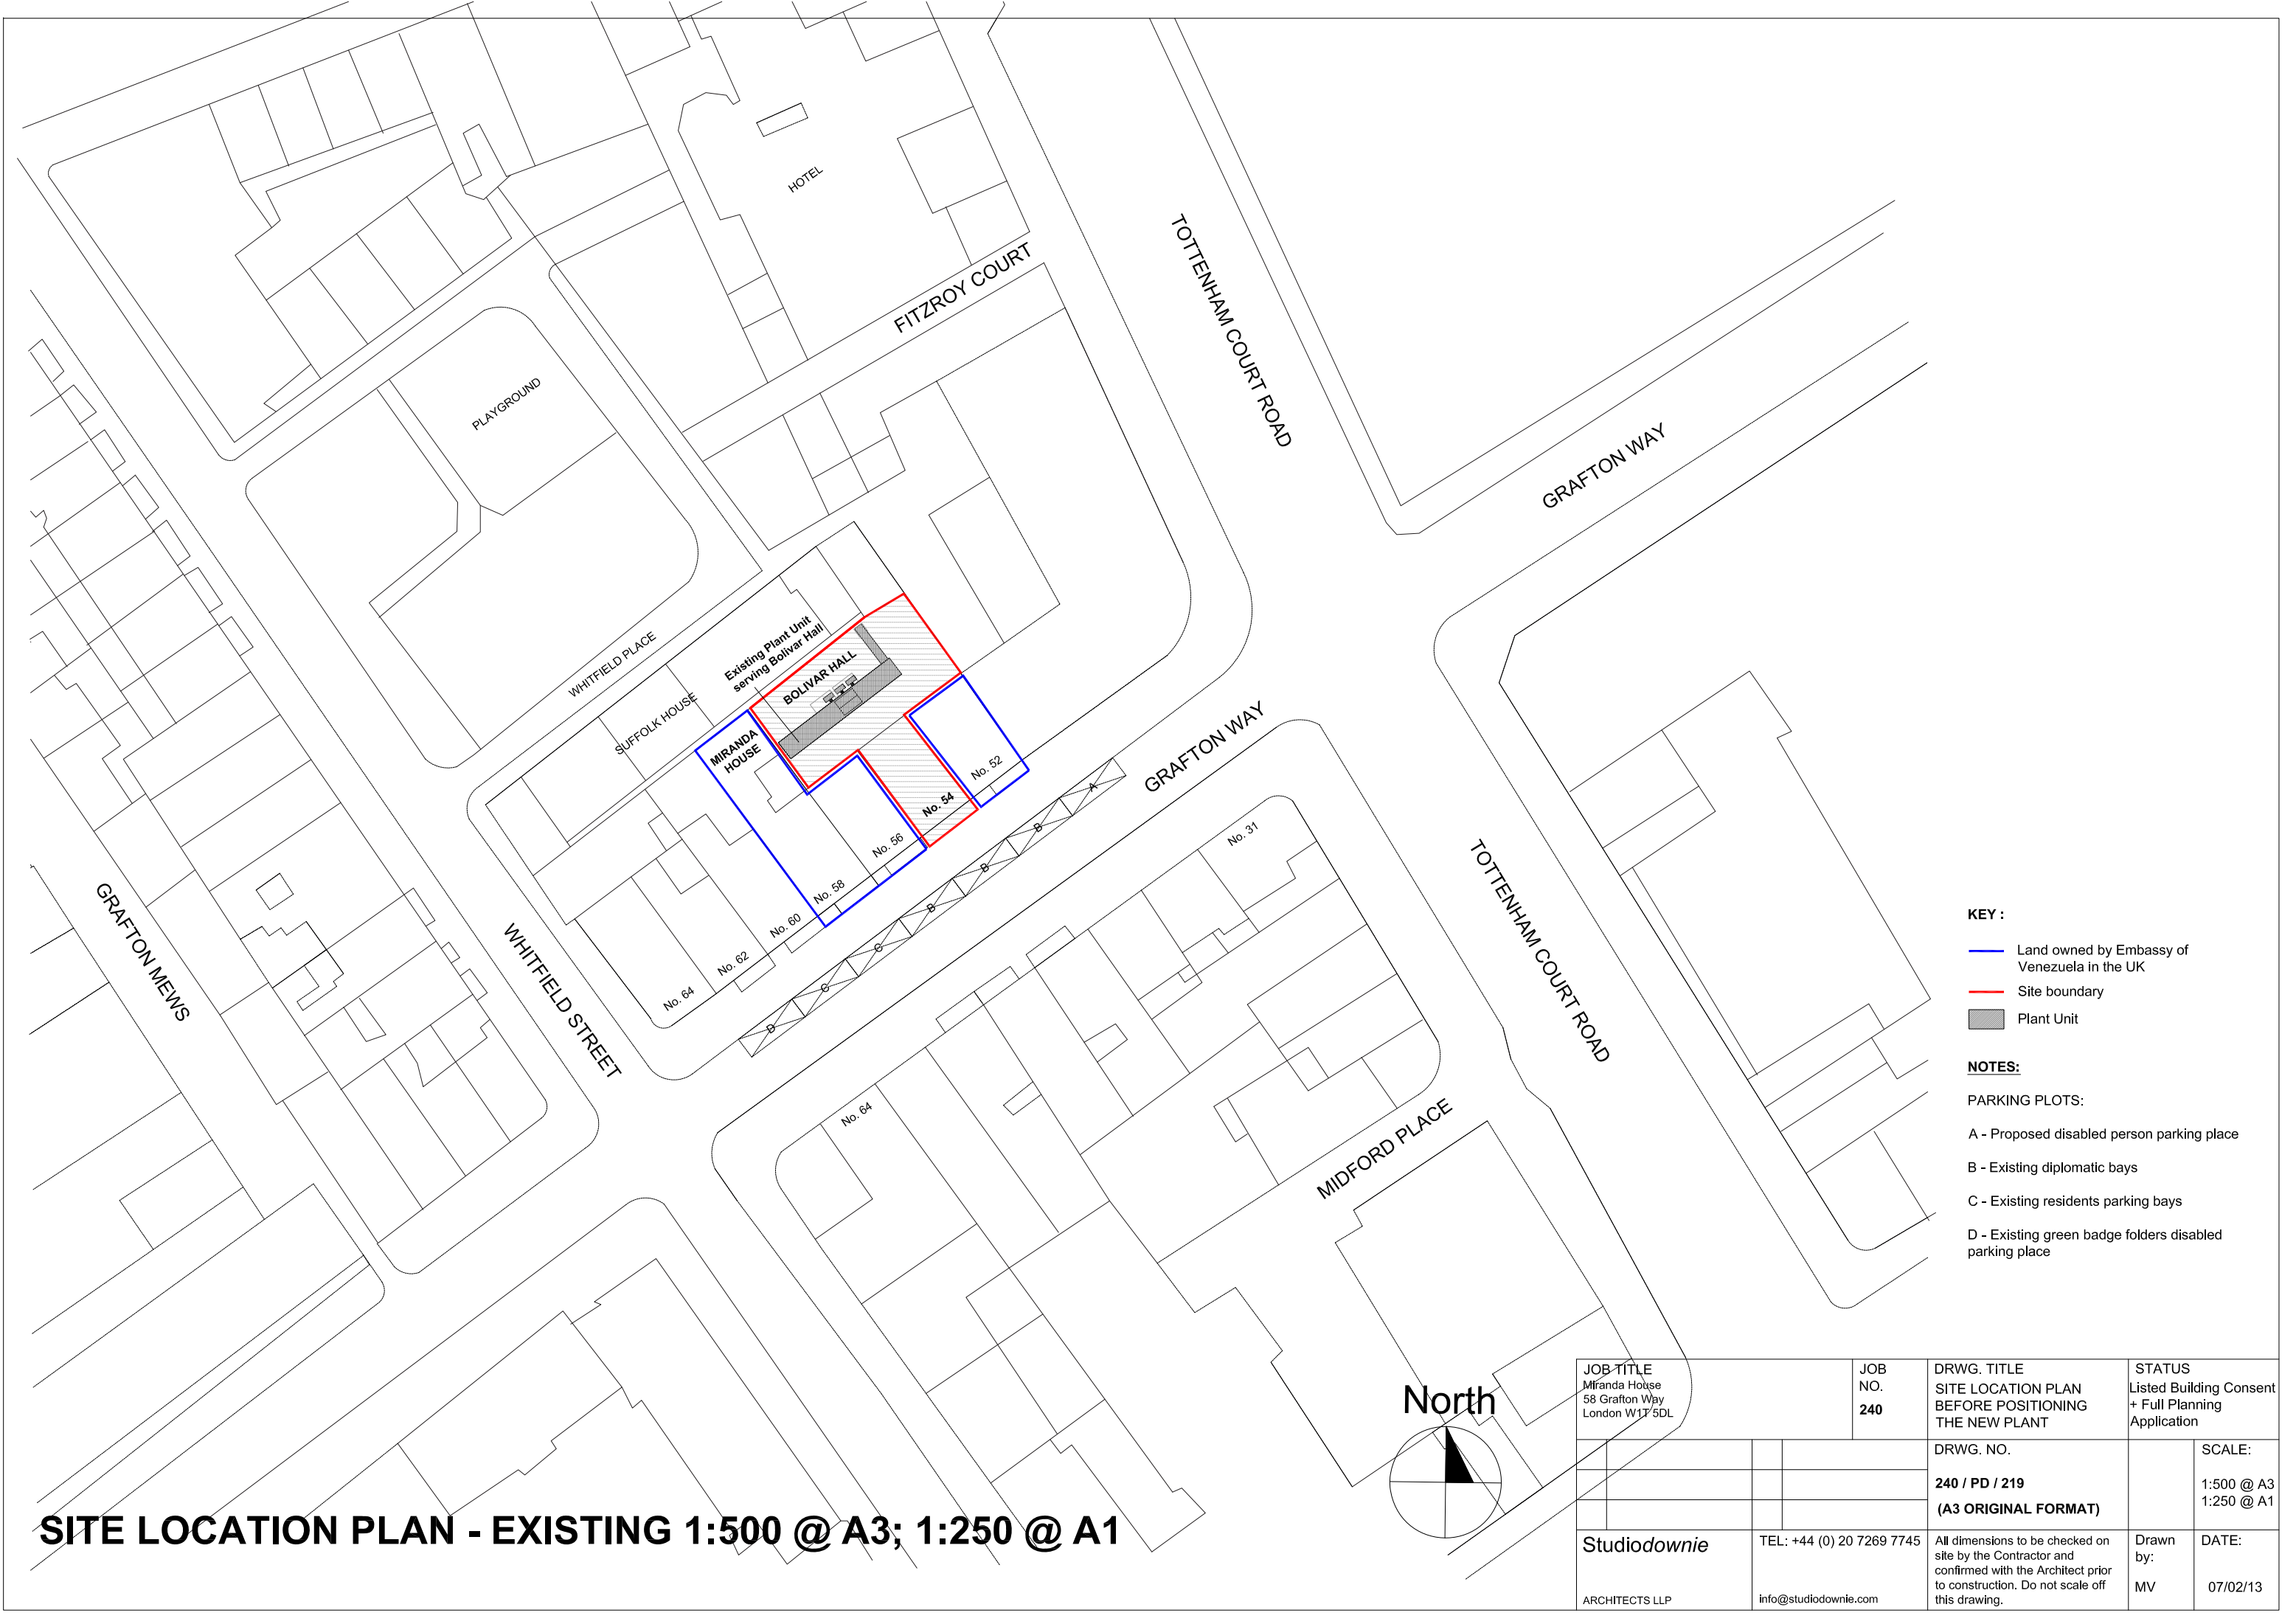 HOTEL
FITZROY COURT
TOTTENHAM COURT ROAD
GRAFTON WAY
PLAYGROUND
WHITFIELD PLACE
SUFFOLK HOUSE
Existing Plant Unit
serving Bolivar Hall
BOLIVAR HALL
MIRANDA
HOUSE
No. 52
No. 54
No. 56
No. 58
No. 60
No. 62
No. 64
A
B
B
B
C
C
D
GRAFTON WAY
No. 31
No. 64
GRAFTON MEWS
WHITFIELD STREET
TOTTENHAM COURT ROAD
MIDFORD PLACE
KEY :
Land owned by Embassy of
Venezuela in the UK
Site boundary
Plant Unit
NOTES:
PARKING PLOTS:
A - Proposed disabled person parking place
B - Existing diplomatic bays
C - Existing residents parking bays
D - Existing green badge folders disabled
parking place
North
SITE LOCATION PLAN - EXISTING 1:500 @ A3; 1:250 @ A1
JOB TITLE
Miranda House
58 Grafton Way
London W1T 5DL
JOB
NO.
240
DRWG. TITLE
SITE LOCATION PLAN
BEFORE POSITIONING
THE NEW PLANT
STATUS
Listed Building Consent
+ Full Planning
Application
DRWG. NO.
240 / PD / 219
(A3 ORIGINAL FORMAT)
SCALE:
1:500 @ A3
1:250 @ A1
Studiodownie
ARCHITECTS LLP
TEL: +44 (0) 20 7269 7745
info@studiodownie.com
All dimensions to be checked on
site by the Contractor and
confirmed with the Architect prior
to construction. Do not scale off
this drawing.
Drawn
by:
MV
DATE:
07/02/13